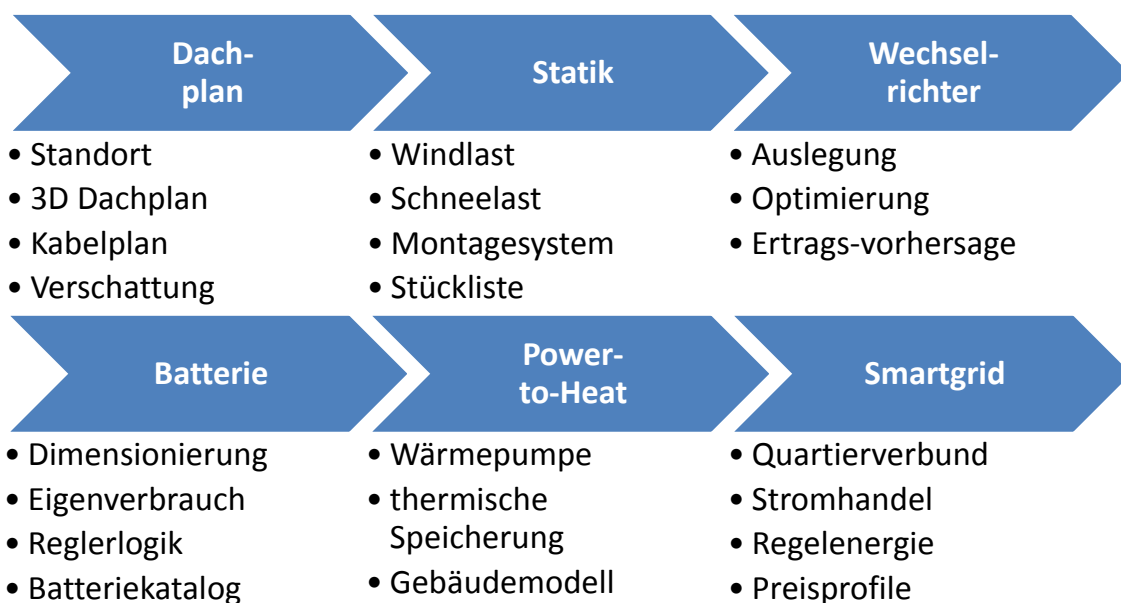 Dach-
plan
Statik
Wechsel-
richter
• Standort
• 3D Dachplan
• Kabelplan
• Verschattung
• Windlast
• Schneelast
• Montagesystem
• Stückliste
• Auslegung
• Optimierung
• Ertrags-vorhersage
Batterie
Power-
to-Heat
Smartgrid
• Dimensionierung
• Eigenverbrauch
• Reglerlogik
• Batteriekatalog
• Wärmepumpe
• thermische
Speicherung
• Gebäudemodell
• Quartierverbund
• Stromhandel
• Regelenergie
• Preisprofile